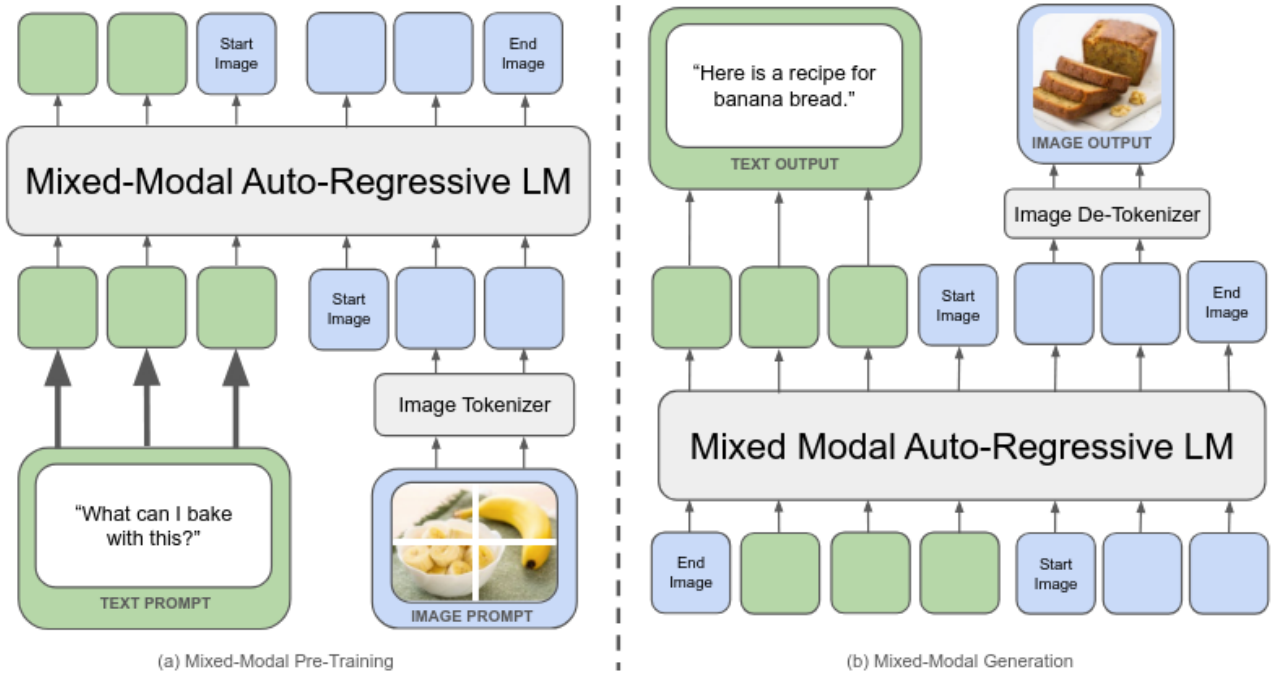 Start
Image
End
Image
Mixed-Modal Auto-Regressive LM
Start
Image
Image Tokenizer
“What can I bake
with this?”
TEXT PROMPT
IMAGE PROMPT
(a) Mixed-Modal Pre-Training
“Here is a recipe for
banana bread.”
TEXT OUTPUT
IMAGE OUTPUT
Image De-Tokenizer
Start
Image
End
Image
Mixed Modal Auto-Regressive LM
End
Image
Start
Image
(b) Mixed-Modal Generation